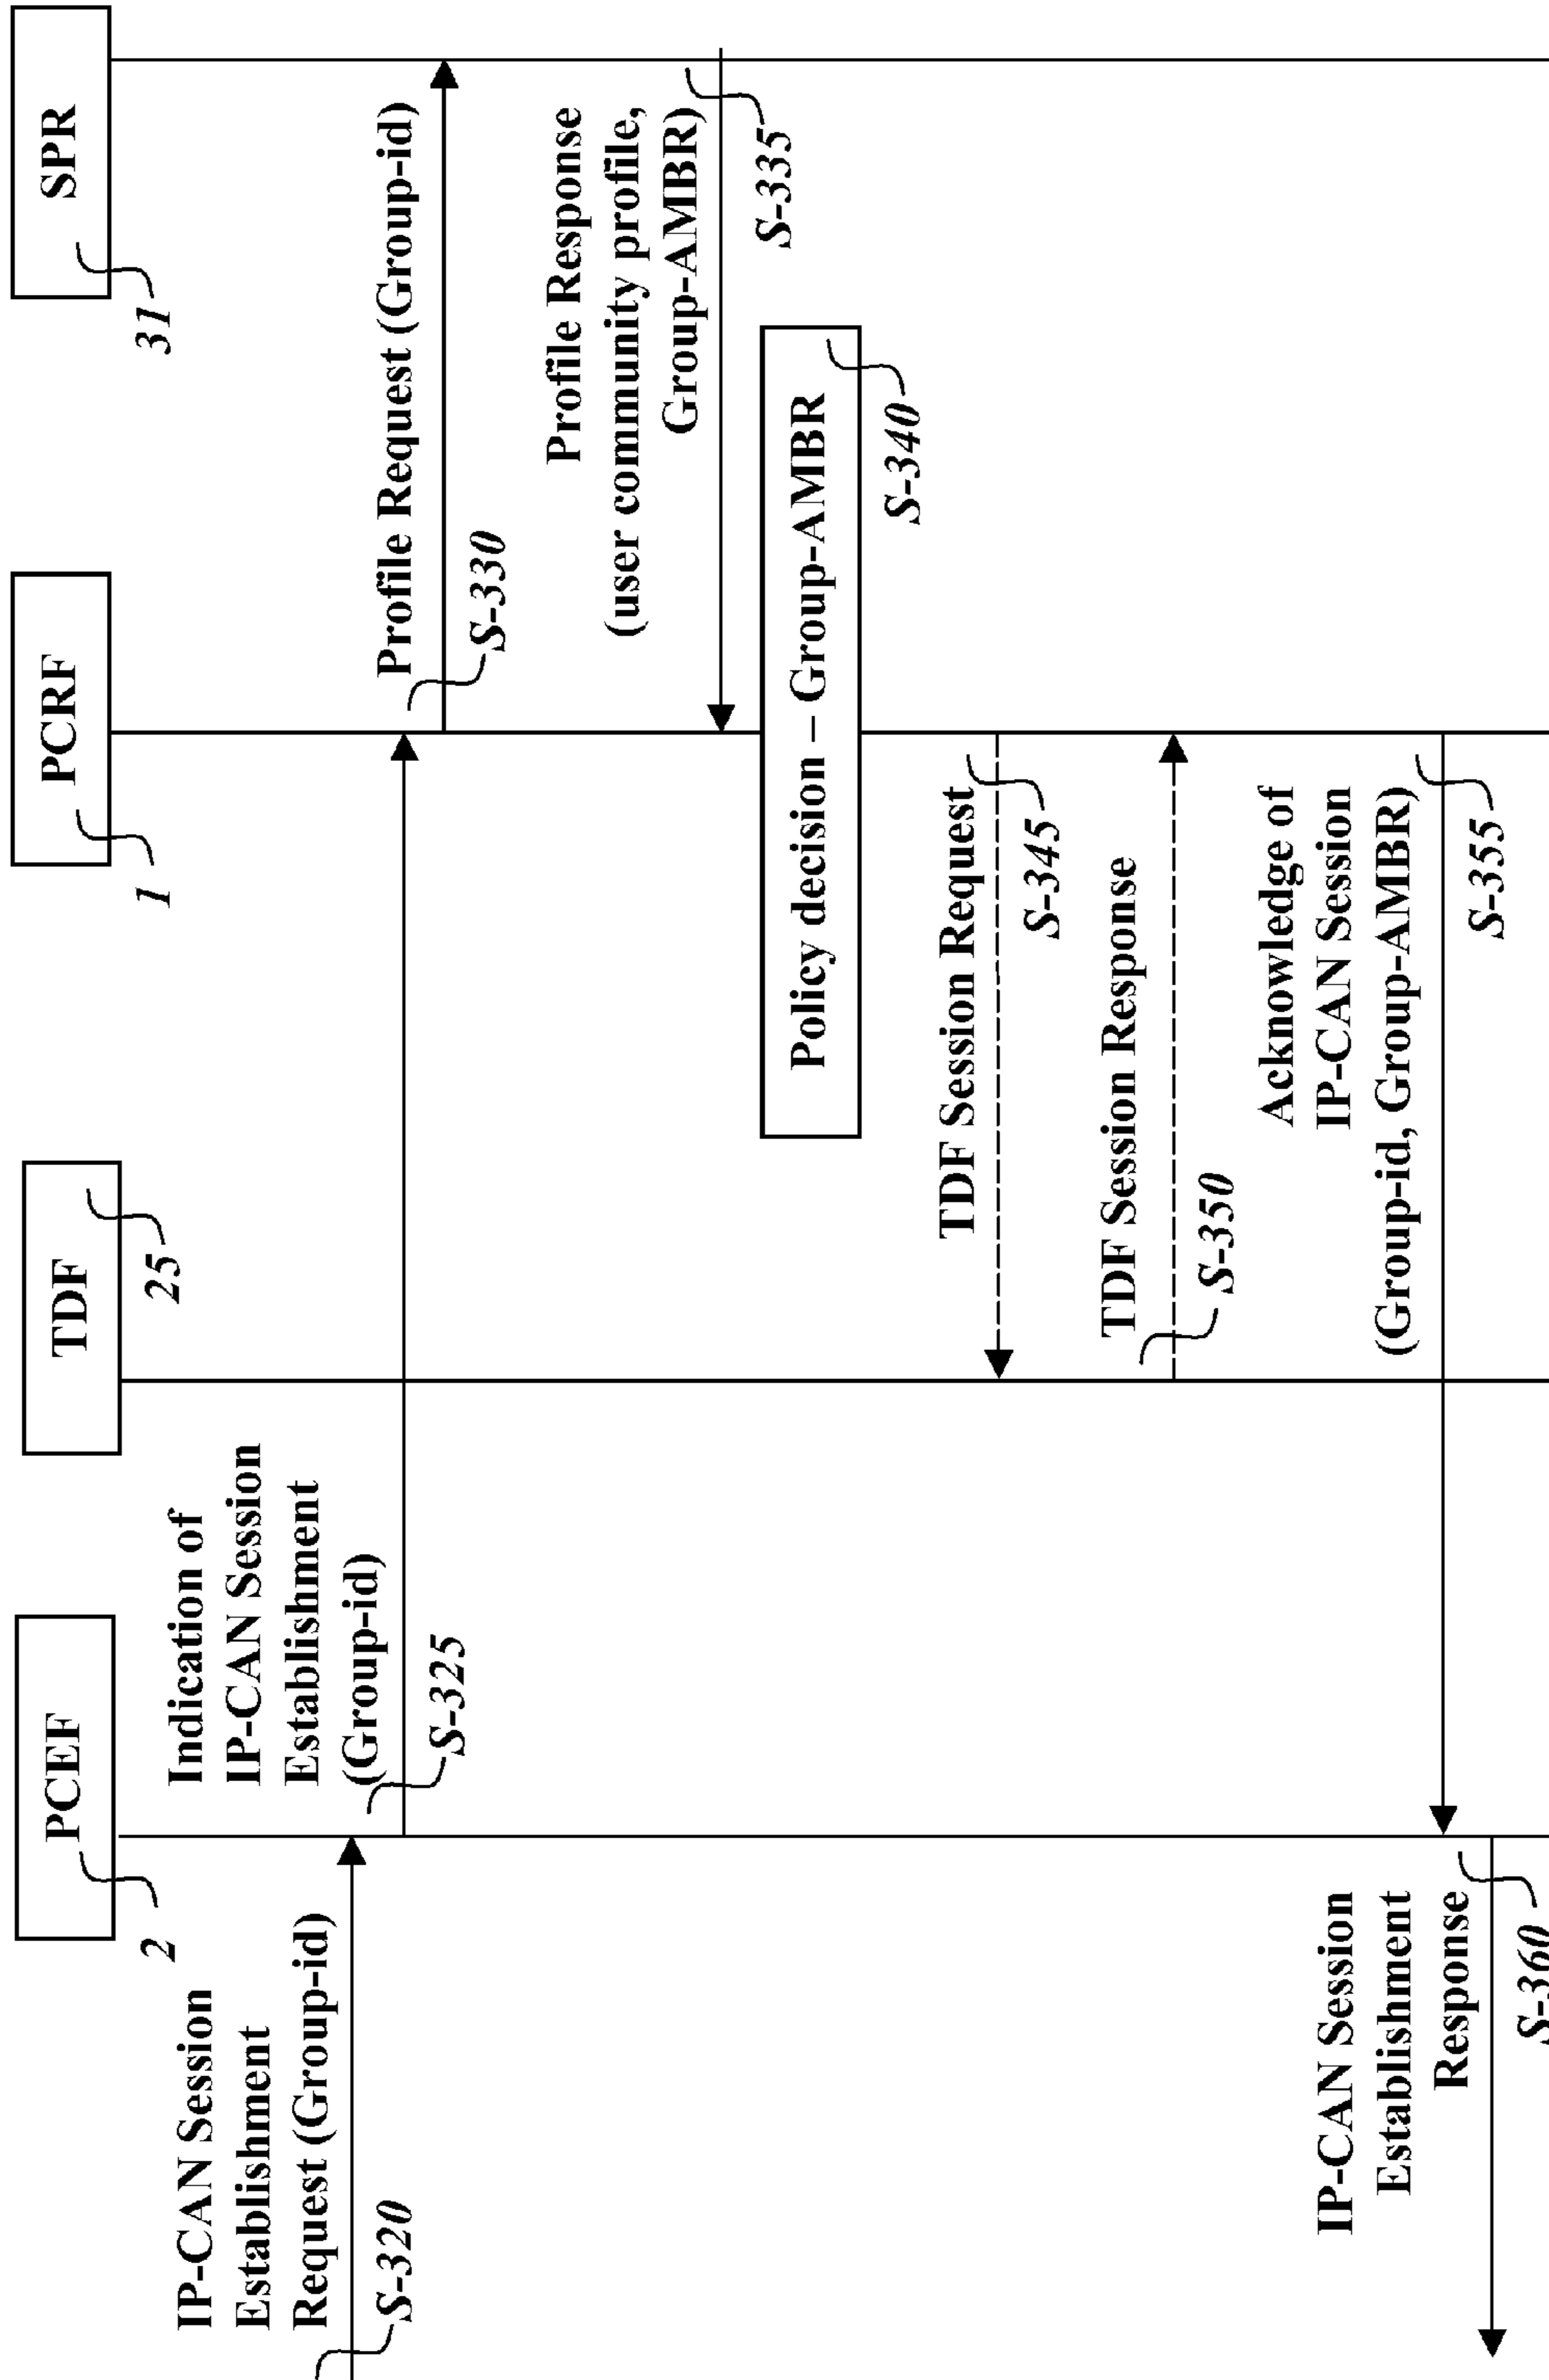 PCEF
2
TDF
25
PCRF
1
SPR
31
IP-CAN Session
Establishment
Request (Group-id)
S-320
Indication of
IP-CAN Session
Establishment
(Group-id)
S-325
Profile Request (Group-id)
S-330
Profile Response
(user community profile,
Group-AMBR)
S-335
Policy decision – Group-AMBR
S-340
TDF Session Request
S-345
TDF Session Response
S-350
Acknowledge of
IP-CAN Session
(Group-id, Group-AMBR)
S-355
IP-CAN Session
Establishment
Response
S-360